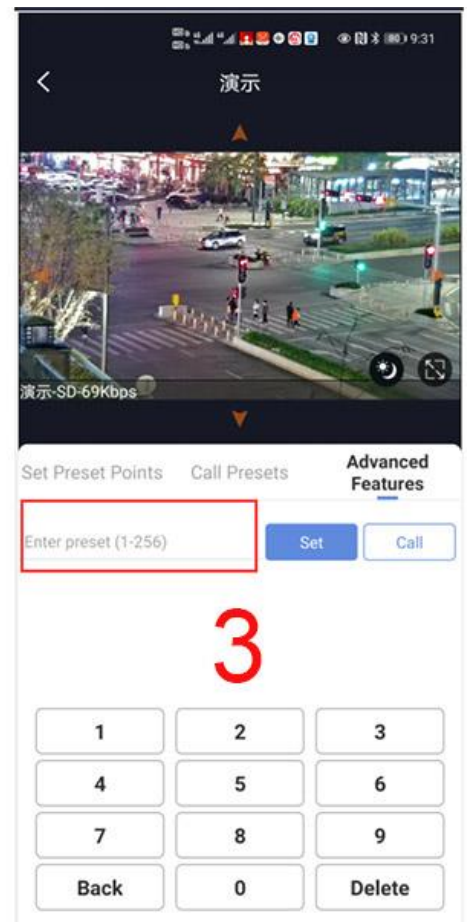 9:31
演示
演示-SD-69Kbps
Set Preset Points Call Presets Advanced Features
Enter preset (1-256) Set Call
3
1 2 3
4 5 6
7 8 9
Back 0 Delete